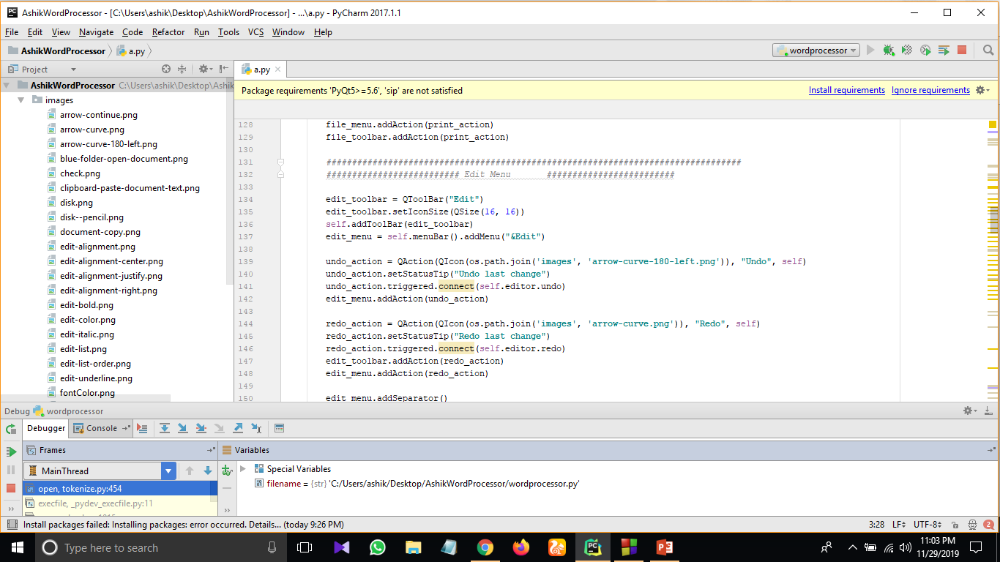 AshikWordProcessor - [C:\Users\ashik\Desktop\AshikWordProcessor] - ...\a.py - PyCharm 2017.1.1
File Edit View Navigate Code Refactor Run Tools VCS Window Help
AshikWordProcessor a.py wordprocessor
Project
a.py
AshikWordProcessor C:\Users\ashik\Desktop\Ashik
Package requirements 'PyQt5>=5.6', 'sip' are not satisfied Install requirements Ignore requirements
images
arrow-continue.png
arrow-curve.png
arrow-curve-180-left.png
blue-folder-open-document.png
check.png
clipboard-paste-document-text.png
disk.png
disk--pencil.png
document-copy.png
edit-alignment.png
edit-alignment-center.png
edit-alignment-justify.png
edit-alignment-right.png
edit-bold.png
edit-color.png
edit-italic.png
edit-list.png
edit-list-order.png
edit-underline.png
fontColor.png
128 file_menu.addAction(print_action)
129 file_toolbar.addAction(print_action)
130
131 #################################################################################
132 ########################## Edit Menu #########################
133
134 edit_toolbar = QToolBar("Edit")
135 edit_toolbar.setIconSize(QSize(16, 16))
136 self.addToolBar(edit_toolbar)
137 edit_menu = self.menuBar().addMenu("&Edit")
138
139 undo_action = QAction(QIcon(os.path.join('images', 'arrow-curve-180-left.png')), "Undo", self)
140 undo_action.setStatusTip("Undo last change")
141 undo_action.triggered.connect(self.editor.undo)
142 edit_menu.addAction(undo_action)
143
144 redo_action = QAction(QIcon(os.path.join('images', 'arrow-curve.png')), "Redo", self)
145 redo_action.setStatusTip("Redo last change")
146 redo_action.triggered.connect(self.editor.redo)
147 edit_toolbar.addAction(redo_action)
148 edit_menu.addAction(redo_action)
149
150 edit_menu.addSeparator()
Debug wordprocessor
Debugger Console
Frames
Variables
MainThread
open, tokenize.py:454
execfile, _pydev_execfile.py:11
Special Variables
filename = {str} 'C:/Users/ashik/Desktop/AshikWordProcessor/wordprocessor.py'
Install packages failed: Installing packages: error occurred. Details... (today 9:26 PM) 3:28 LF UTF-8 2
Type here to search
11:03 PM
11/29/2019